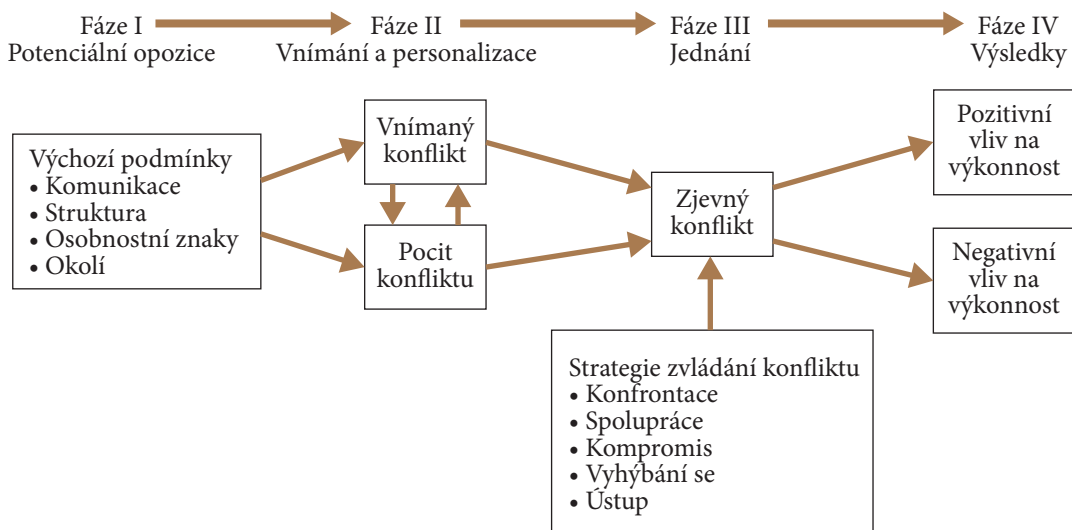 Fáze I
Potenciální opozice
Fáze II
Vnímání a personalizace
Fáze III
Jednání
Fáze IV
Výsledky
Výchozí podmínky
• Komunikace
• Struktura
• Osobnostní znaky
• Okolí
Vnímaný
konflikt
Pocit
konfliktu
Zjevný
konflikt
Strategie zvládání konfliktu
• Konfrontace
• Spolupráce
• Kompromis
• Vyhýbání se
• Ústup
Pozitivní
vliv na
výkonnost
Negativní
vliv na
výkonnost